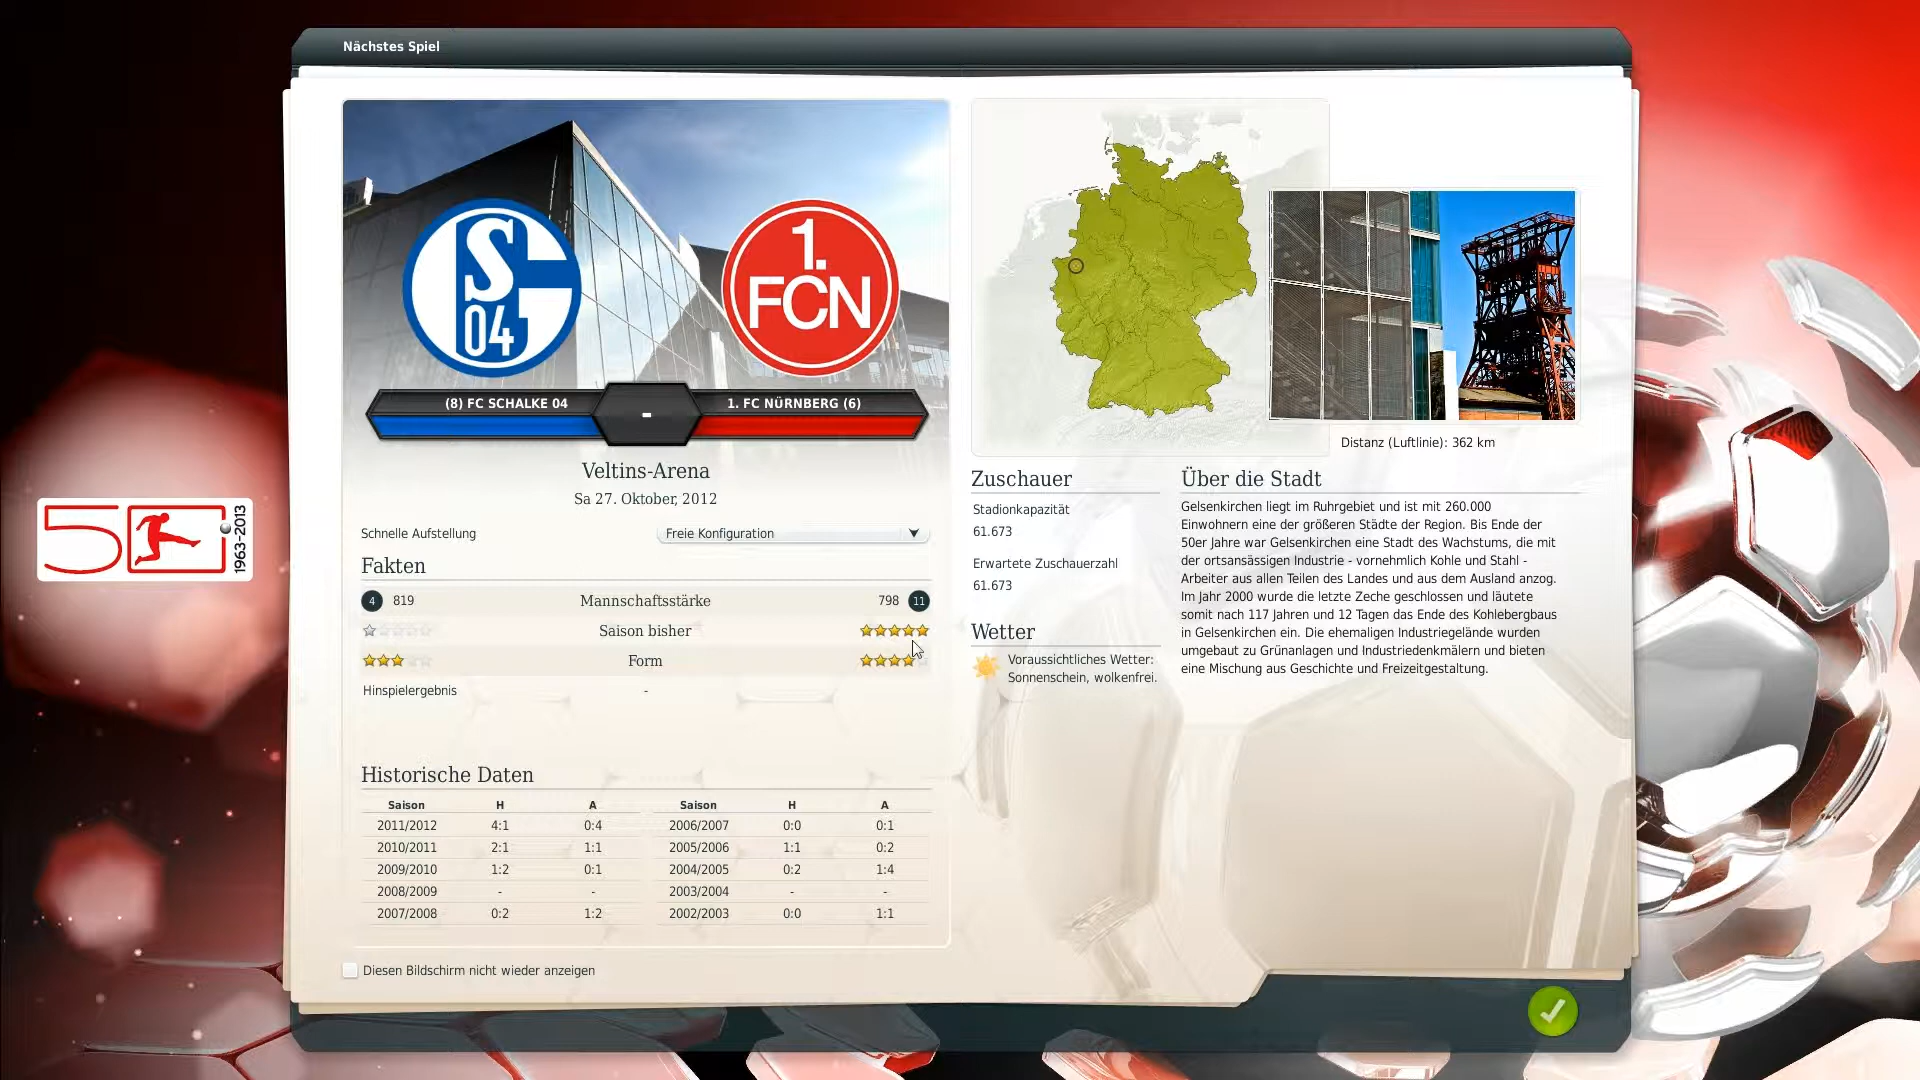 Nächstes Spiel
S
04
1.
FCN
(8) FC SCHALKE 04
-
1. FC NÜRNBERG (6)
Veltins-Arena
Sa 27. Oktober, 2012
Schnelle Aufstellung
Freie Konfiguration
Fakten
4 819 Mannschaftsstärke 798 11
Saison bisher
Form
Hinspielergebnis -
Historische Daten
Saison H A Saison H A
2011/2012 4:1 0:4 2006/2007 0:0 0:1
2010/2011 2:1 1:1 2005/2006 1:1 0:2
2009/2010 1:2 0:1 2004/2005 0:2 1:4
2008/2009 - - 2003/2004 - -
2007/2008 0:2 1:2 2002/2003 0:0 1:1
Diesen Bildschirm nicht wieder anzeigen
Distanz (Luftlinie): 362 km
Zuschauer
Stadionkapazität
61.673
Erwartete Zuschauerzahl
61.673
Wetter
Voraussichtliches Wetter:
Sonnenschein, wolkenfrei.
Über die Stadt
Gelsenkirchen liegt im Ruhrgebiet und ist mit 260.000
Einwohnern eine der größeren Städte der Region. Bis Ende der
50er Jahre war Gelsenkirchen eine Stadt des Wachstums, die mit
der ortsansässigen Industrie - vornehmlich Kohle und Stahl -
Arbeiter aus allen Teilen des Landes und aus dem Ausland anzog.
Im Jahr 2000 wurde die letzte Zeche geschlossen und läutete
somit nach 117 Jahren und 12 Tagen das Ende des Kohlebergbaus
in Gelsenkirchen ein. Die ehemaligen Industriegelände wurden
umgebaut zu Grünanlagen und Industriedenkmälern und bieten
eine Mischung aus Geschichte und Freizeitgestaltung.
50
1963-2013